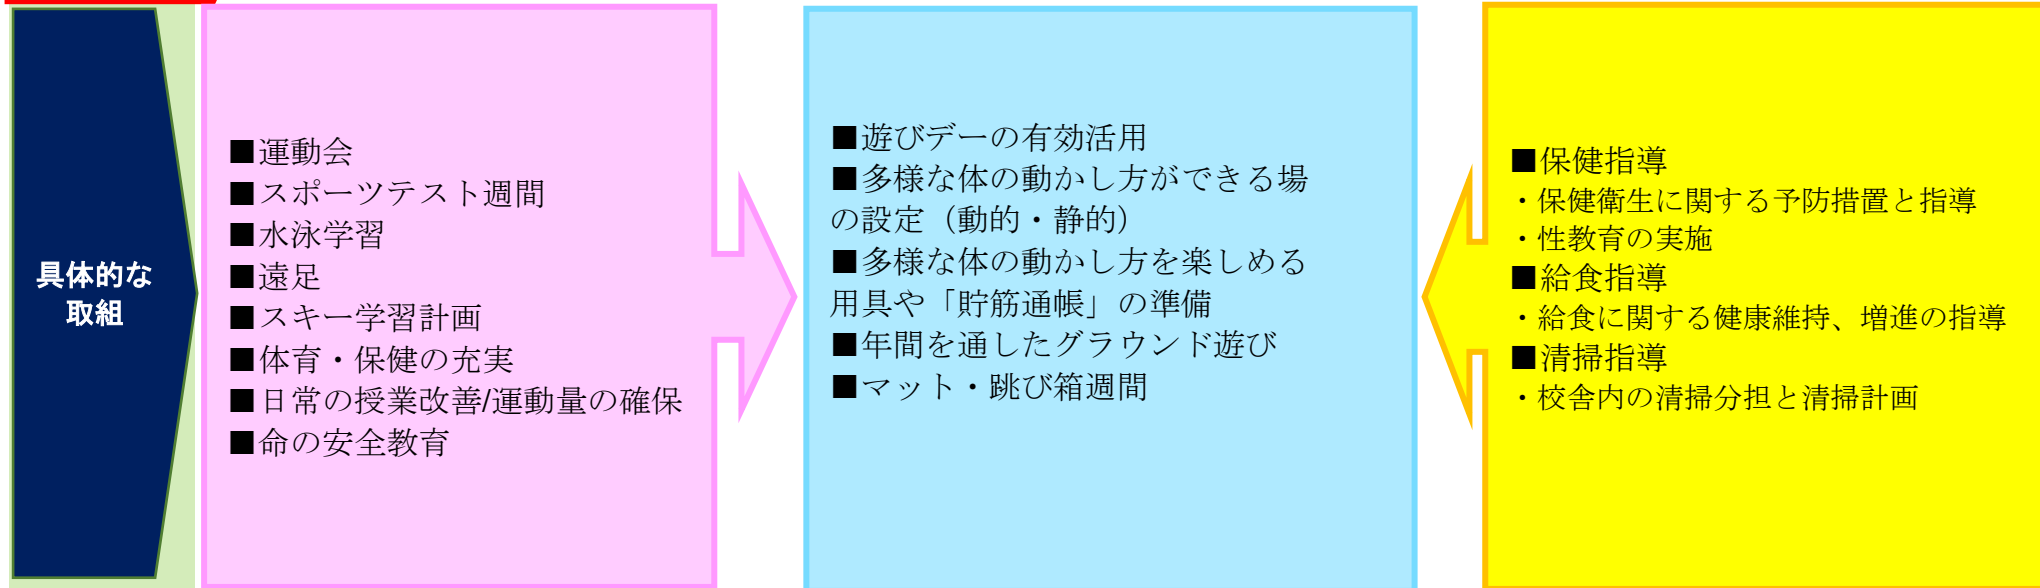 具体的な
取組
■運動会
■スポーツテスト週間
■水泳学習
■遠足
■スキー学習計画
■体育・保健の充実
■日常の授業改善/運動量の確保
■命の安全教育
■遊びデーの有効活用
■多様な体の動かし方ができる場
の設定（動的・静的）
■多様な体の動かし方を楽しめる
用具や「貯筋通帳」の準備
■年間を通したグラウンド遊び
■マット・跳び箱週間
■保健指導
・保健衛生に関する予防措置と指導
・性教育の実施
■給食指導
・給食に関する健康維持、増進の指導
■清掃指導
・校舎内の清掃分担と清掃計画